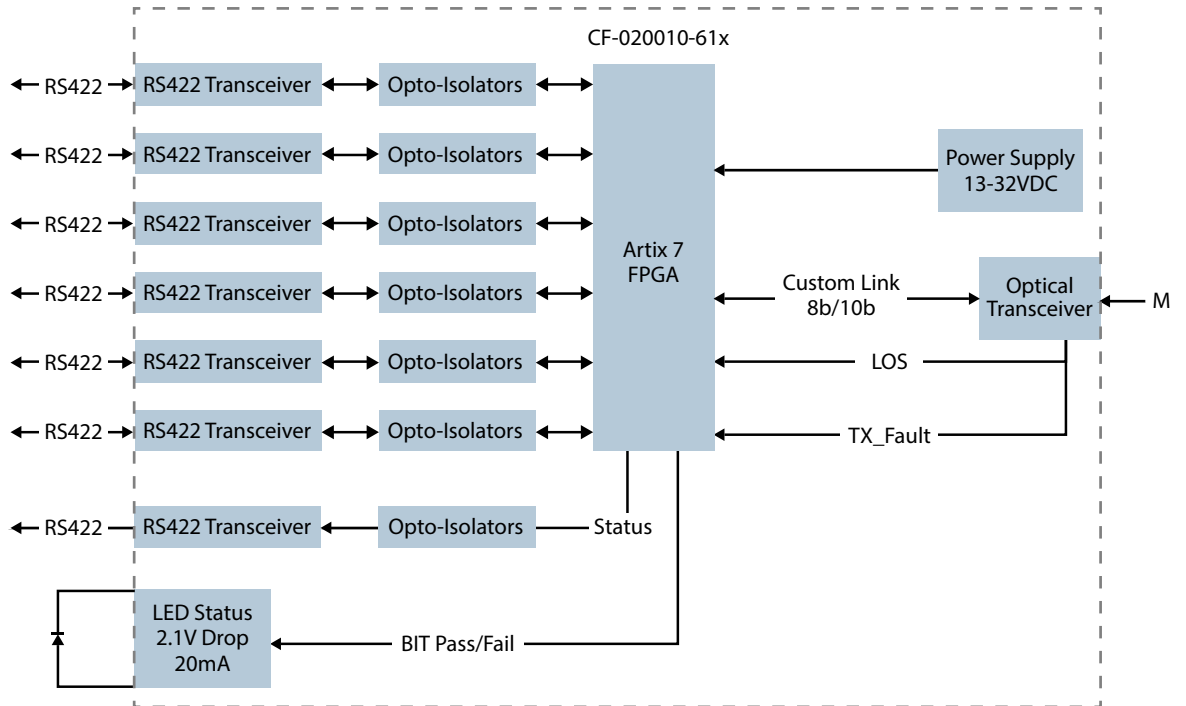 CF-020010-61x
RS422
RS422 Transceiver
Opto-Isolators
RS422
RS422 Transceiver
Opto-Isolators
RS422
RS422 Transceiver
Opto-Isolators
RS422
RS422 Transceiver
Opto-Isolators
RS422
RS422 Transceiver
Opto-Isolators
RS422
RS422 Transceiver
Opto-Isolators
Artix 7
FPGA
Power Supply
13-32VDC
Custom Link
8b/10b
Optical
Transceiver
M
LOS
TX_Fault
RS422
RS422 Transceiver
Opto-Isolators
Status
LED Status
2.1V Drop
20mA
BIT Pass/Fail